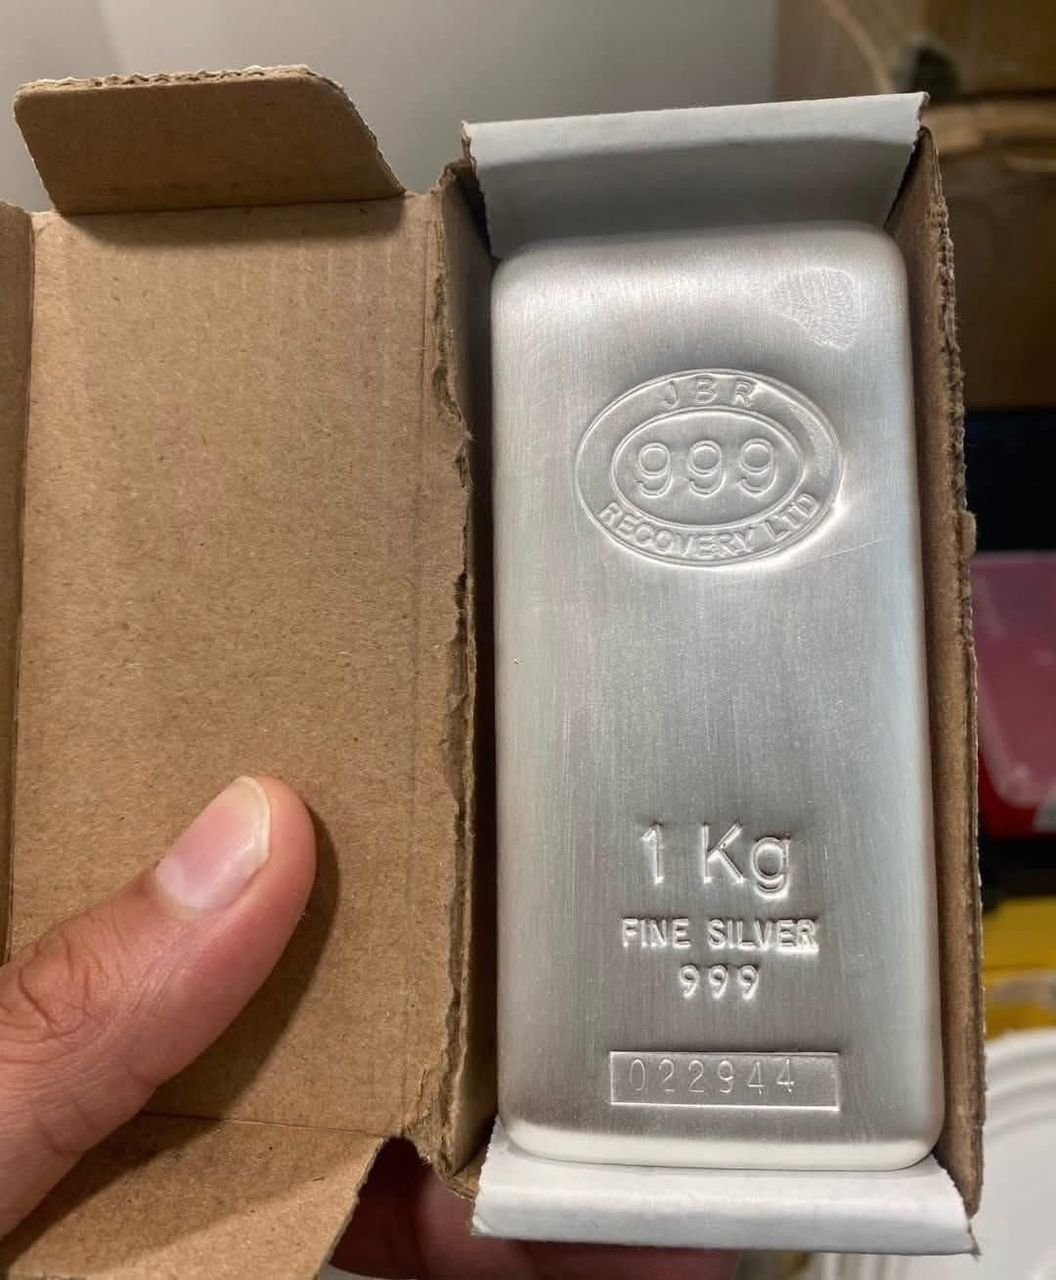 JBR
999
RECOVERY LTD
1 Kg
FINE SILVER
999
022944